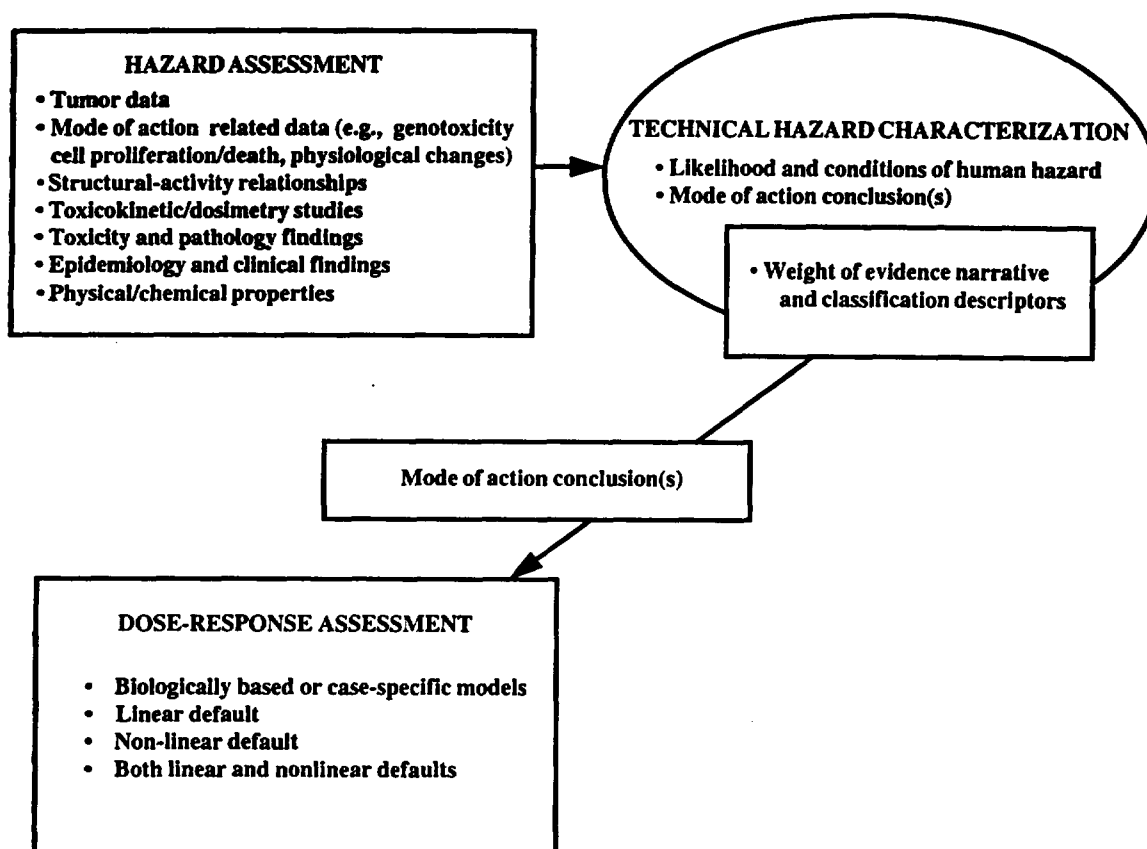 HAZARD ASSESSMENT
• Tumor data
• Mode of action related data (e.g., genotoxicity
cell proliferation/death, physiological changes)
• Structural-activity relationships
• Toxicokinetic/dosimetry studies
• Toxicity and pathology findings
• Epidemiology and clinical findings
• Physical/chemical properties
TECHNICAL HAZARD CHARACTERIZATION
• Likelihood and conditions of human hazard
• Mode of action conclusion(s)
• Weight of evidence narrative
and classification descriptors
Mode of action conclusion(s)
DOSE-RESPONSE ASSESSMENT
• Biologically based or case-specific models
• Linear default
• Non-linear default
• Both linear and nonlinear defaults